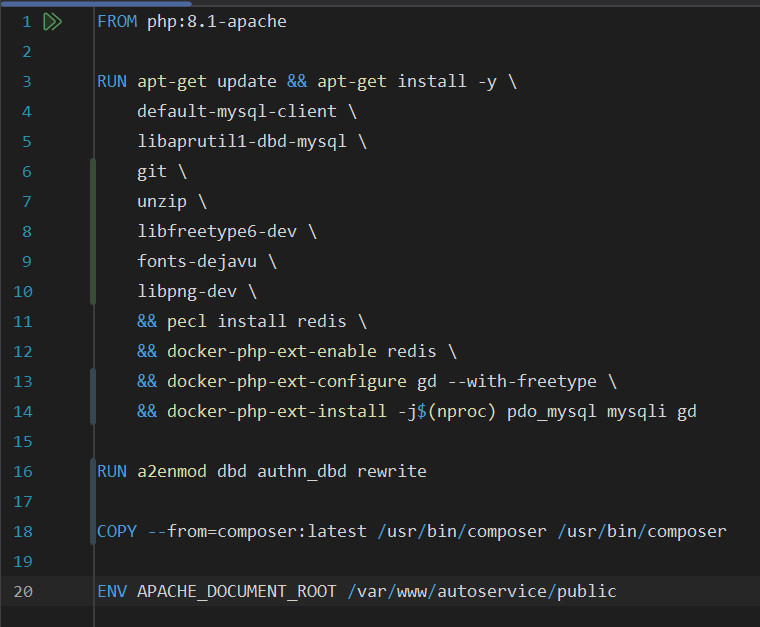 1 FROM php:8.1-apache
2
3 RUN apt-get update && apt-get install -y \
4     default-mysql-client \
5     libaprutil1-dbd-mysql \
6     git \
7     unzip \
8     libfreetype6-dev \
9     fonts-dejavu \
10     libpng-dev \
11     && pecl install redis \
12     && docker-php-ext-enable redis \
13     && docker-php-ext-configure gd --with-freetype \
14     && docker-php-ext-install -j$(nproc) pdo_mysql mysqli gd
15
16 RUN a2enmod dbd authn_dbd rewrite
17
18 COPY --from=composer:latest /usr/bin/composer /usr/bin/composer
19
20 ENV APACHE_DOCUMENT_ROOT /var/www/autoservice/public